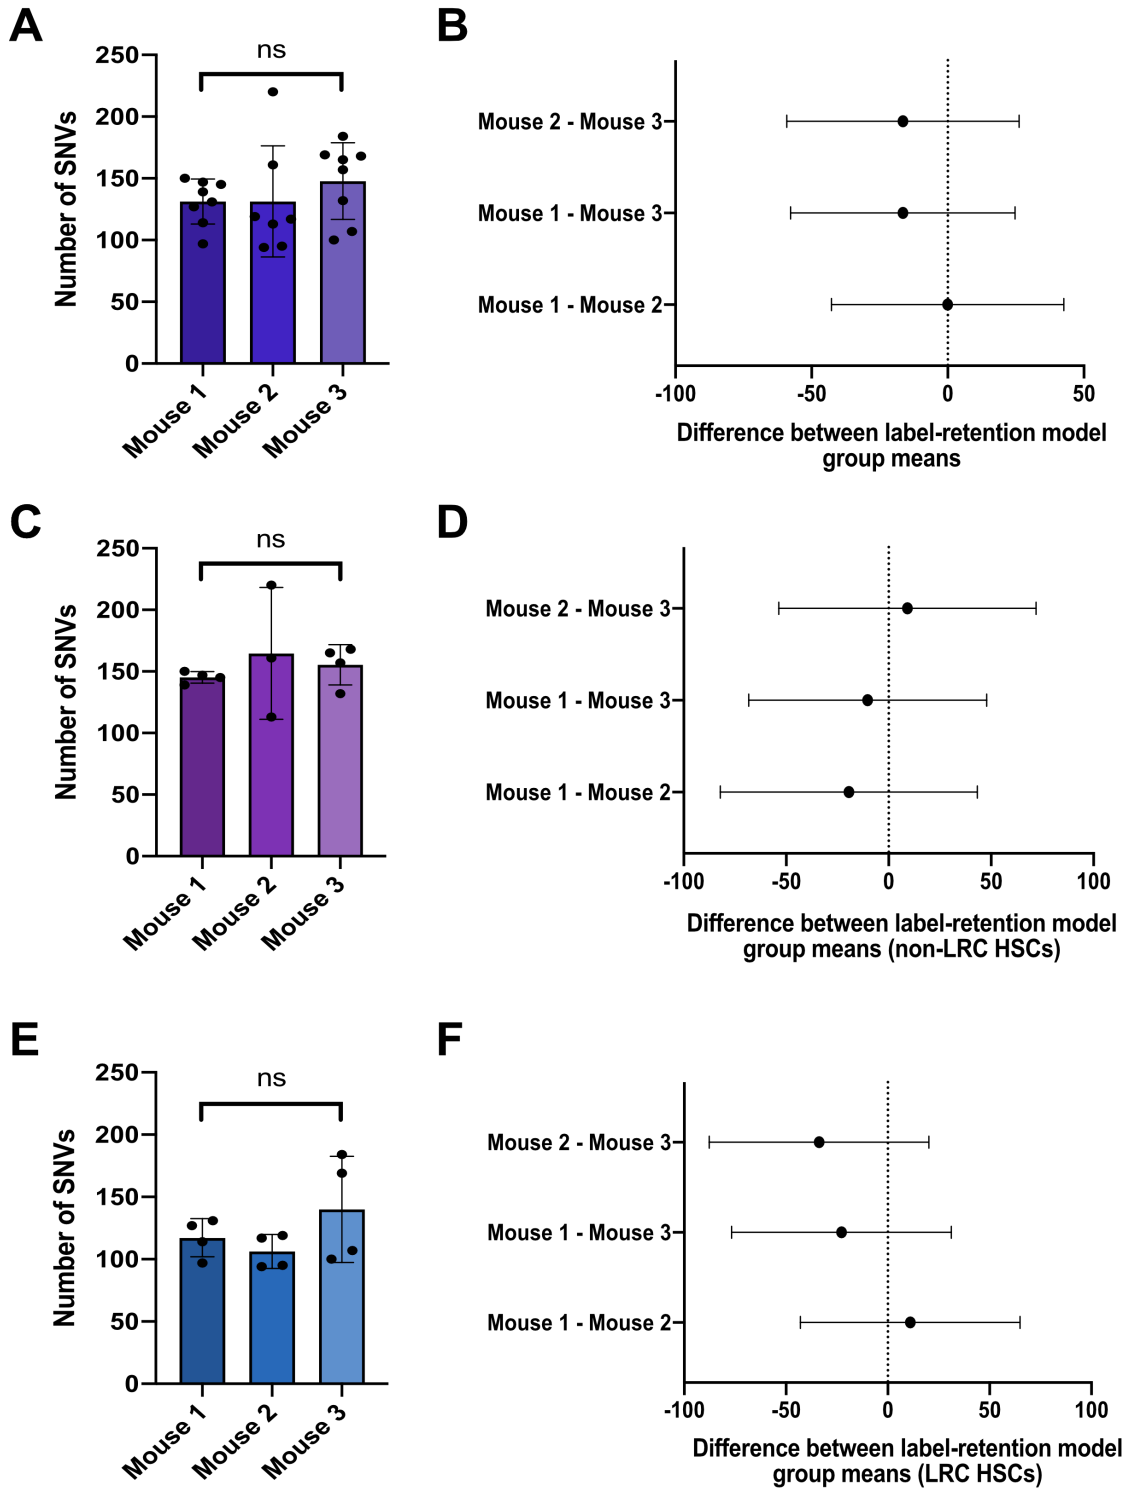 A
250
200
150
100
50
0
Number of SNVs
ns
Mouse 1
Mouse 2
Mouse 3
B
Mouse 2 - Mouse 3
Mouse 1 - Mouse 3
Mouse 1 - Mouse 2
-100
-50
0
50
Difference between label-retention model
group means
C
250
200
150
100
50
0
Number of SNVs
ns
Mouse 1
Mouse 2
Mouse 3
D
Mouse 2 - Mouse 3
Mouse 1 - Mouse 3
Mouse 1 - Mouse 2
-100
-50
0
50
100
Difference between label-retention model
group means (non-LRC HSCs)
E
250
200
150
100
50
0
Number of SNVs
ns
Mouse 1
Mouse 2
Mouse 3
F
Mouse 2 - Mouse 3
Mouse 1 - Mouse 3
Mouse 1 - Mouse 2
-100
-50
0
50
100
Difference between label-retention model
group means (LRC HSCs)